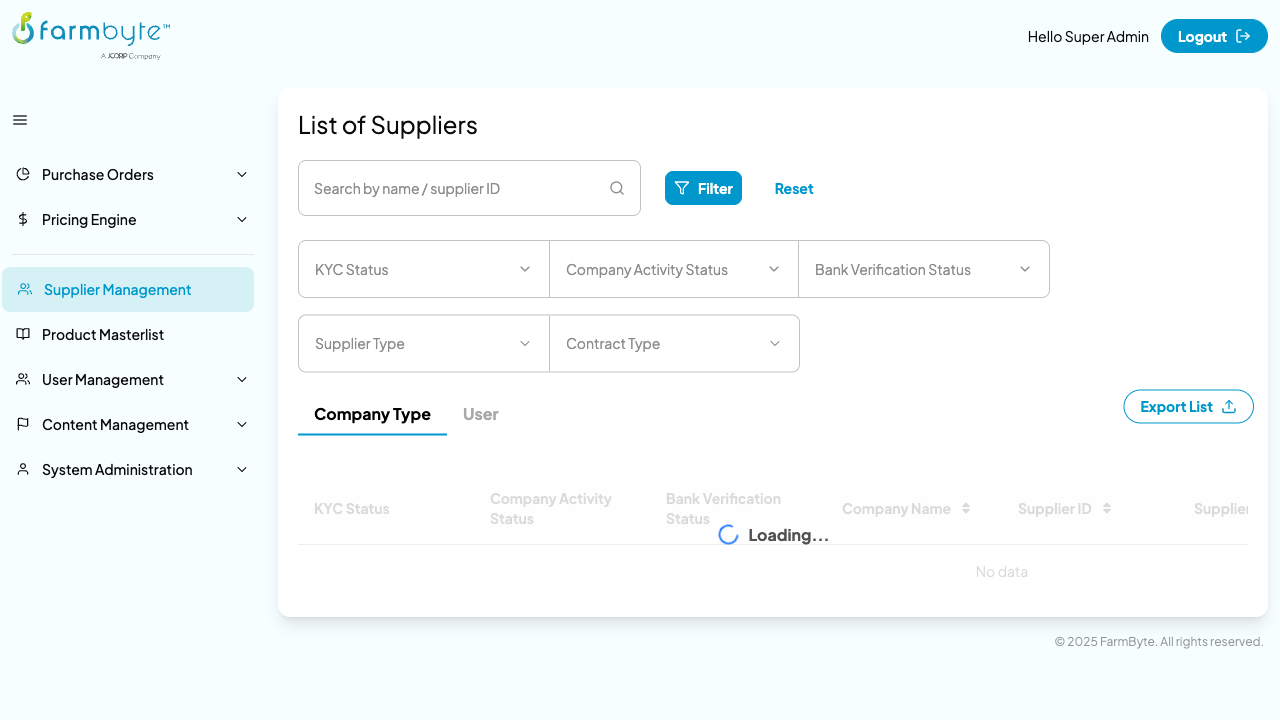 farmbyte™
A JCORP Company
Hello Super Admin
Logout
Purchase Orders
Pricing Engine
Supplier Management
Product Masterlist
User Management
Content Management
System Administration
List of Suppliers
Search by name / supplier ID
Filter
Reset
KYC Status
Company Activity Status
Bank Verification Status
Supplier Type
Contract Type
Company Type
User
Export List
KYC Status
Company Activity
Status
Bank Verification
Status
Company Name
Supplier ID
Supplier
Loading...
No data
© 2025 FarmByte. All rights reserved.